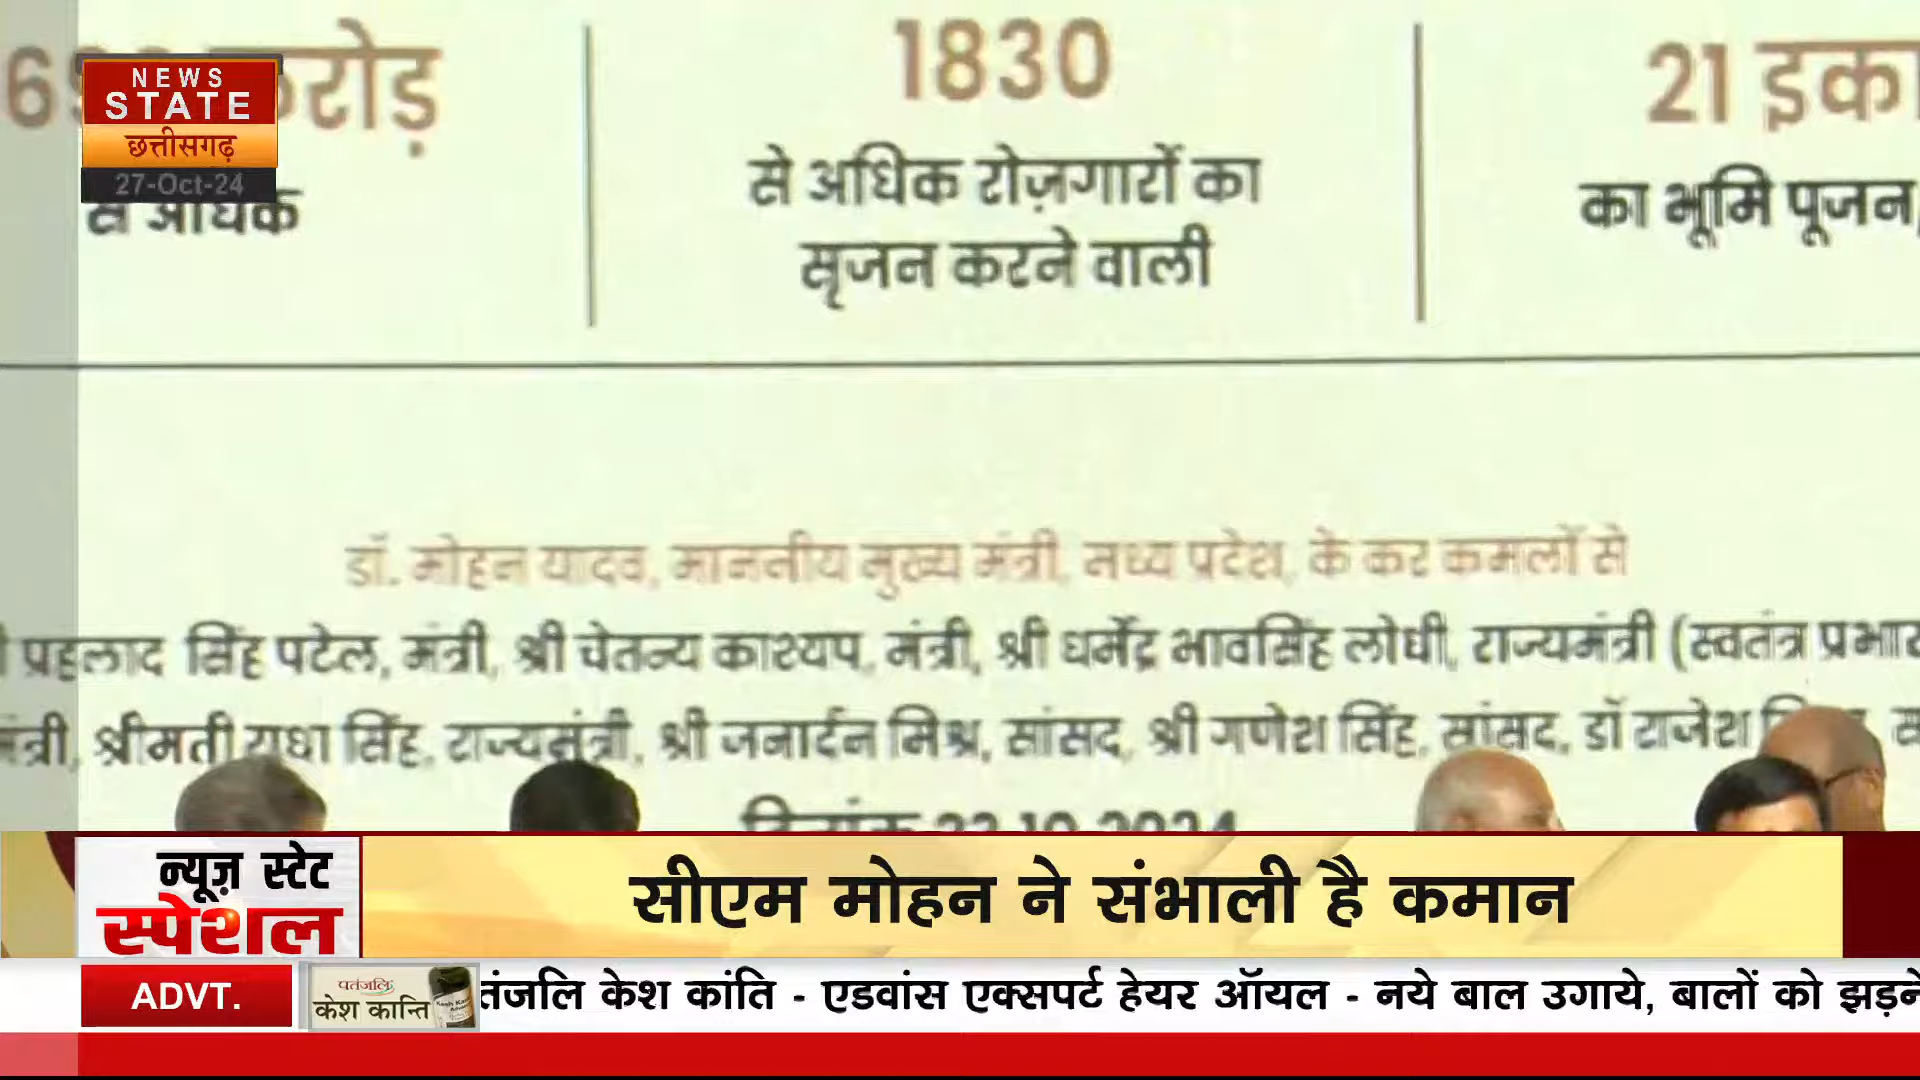 करोड़
1830
21
NEWS
STATE
छत्तीसगढ़
27-Oct-24
से अधिक
से अधिक रोज़गारों का
सृजन करने वाली
का भूमि पूजन,
डॉ. मोहन यादव, माननीय मुख्य मंत्री, मध्य प्रदेश, के कर कमलों से
प्रहलाद सिंह पटेल, मंत्री, श्री चेतन्य काश्यप, मंत्री, श्री धर्मेंद्र भावसिंह लोधी, राज्यमंत्री (स्वतंत्र प्रभार
श्रीमती राधा सिंह, राज्यमंत्री, श्री जनार्दन मिश्र, सांसद, श्री गणेश सिंह, सांसद, डॉ राजेश
न्यूज़ स्टेट
स्पेशल
सीएम मोहन ने संभाली है कमान
ADVT.
पतंजलि
केश कान्ति
तंजलि केश कांति - एडवांस एक्सपर्ट हेयर ऑयल - नये बाल उगाये, बालों को झड़ने